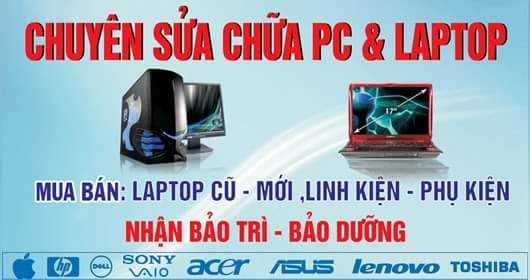 CHUYÊN SỬA CHỮA PC & LAPTOP
17"
MUA BÁN: LAPTOP CŨ - MỚI ,LINH KIỆN - PHỤ KIỆN
NHẬN BẢO TRÌ - BẢO DƯỠNG
hp DELL SONY VAIO acer ASUS lenovo TOSHIBA